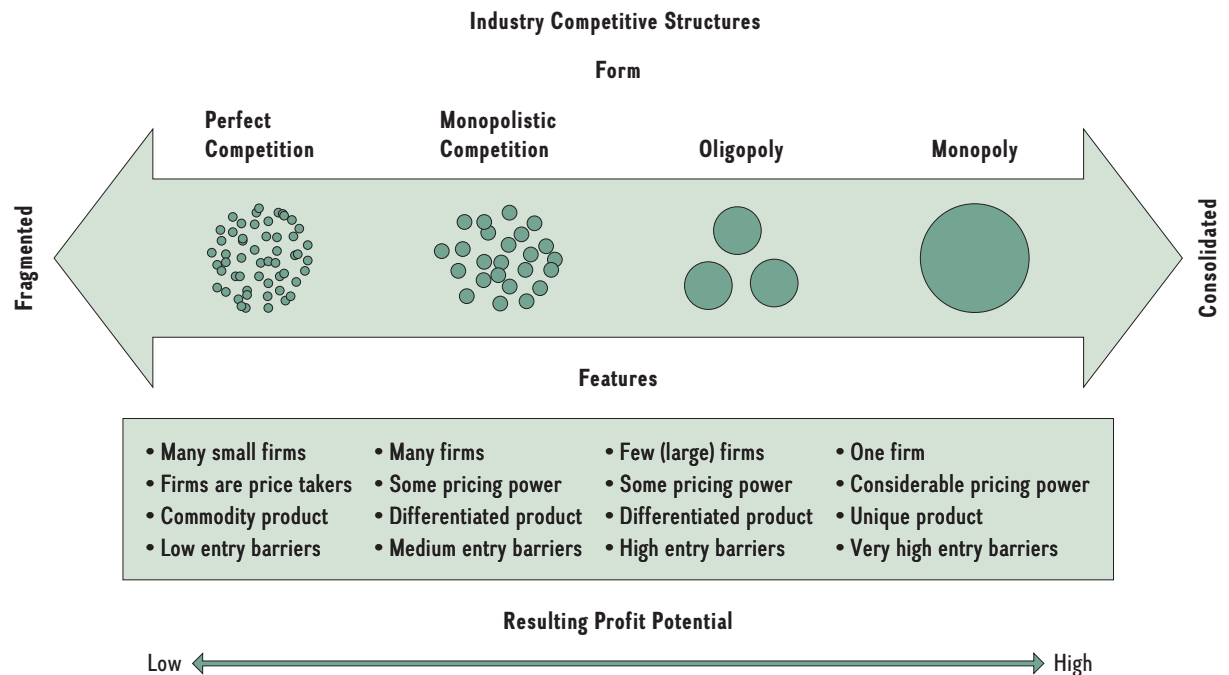 Industry Competitive Structures
Form
Perfect
Competition
Monopolistic
Competition
Oligopoly
Monopoly
Fragmented
Consolidated
Features
• Many small firms
• Firms are price takers
• Commodity product
• Low entry barriers
• Many firms
• Some pricing power
• Differentiated product
• Medium entry barriers
• Few (large) firms
• Some pricing power
• Differentiated product
• High entry barriers
• One firm
• Considerable pricing power
• Unique product
• Very high entry barriers
Resulting Profit Potential
Low
High